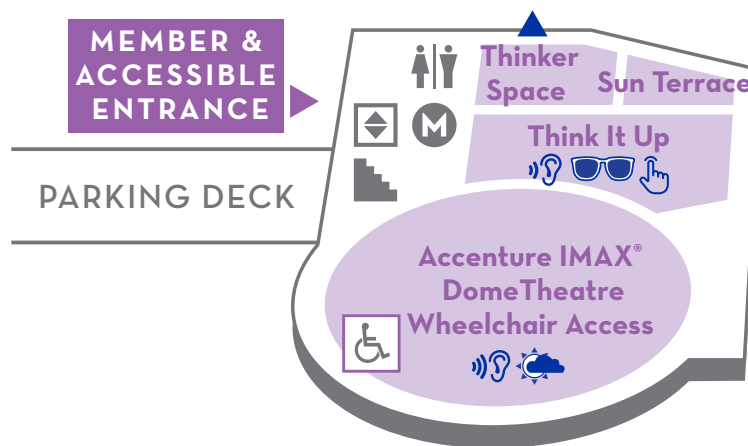 MEMBER &
ACCESSIBLE
ENTRANCE
Thinker
Space
Sun Terrace
M
Think It Up
PARKING DECK
Accenture IMAX®
DomeTheatre
Wheelchair Access